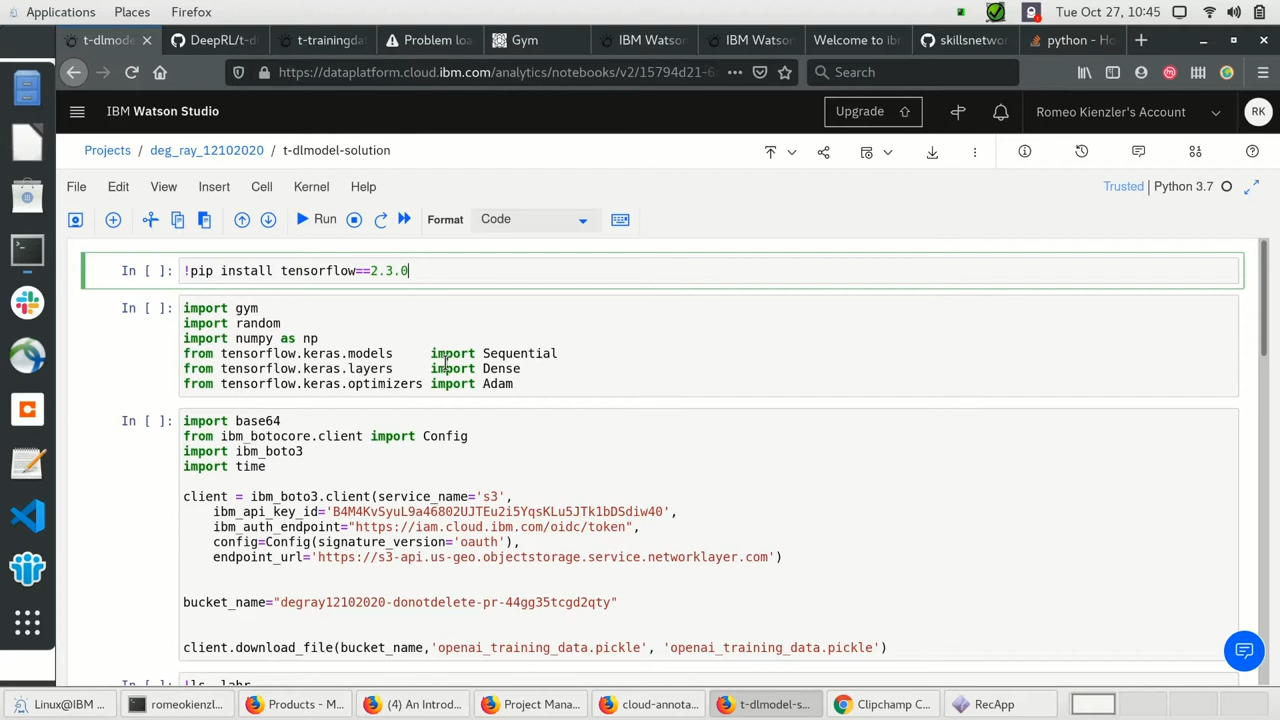 Applications Places Firefox Tue Oct 27, 10:45
t-dlmode DeepRL/t-d t-trainingda Problem loa Gym IBM Watso IBM Watso Welcome to ib skillsnetwo python - Ho
https://dataplatform.cloud.ibm.com/analytics/notebooks/v2/15794d21-6 Search
IBM Watson Studio Upgrade Romeo Kienzler's Account RK
Projects / deg_ray_12102020 / t-dlmodel-solution
File Edit View Insert Cell Kernel Help Trusted | Python 3.7
Run Format Code
In [ ]: !pip install tensorflow==2.3.0
In [ ]: import gym
import random
import numpy as np
from tensorflow.keras.models import Sequential
from tensorflow.keras.layers import Dense
from tensorflow.keras.optimizers import Adam
In [ ]: import base64
from ibm_botocore.client import Config
import ibm_boto3
import time
client = ibm_boto3.client(service_name='s3',
ibm_api_key_id='B4M4KvSyuL9a46802UJTEu2i5YqsKLu5JTk1bDSdiw40',
ibm_auth_endpoint="https://iam.cloud.ibm.com/oidc/token",
config=Config(signature_version='oauth'),
endpoint_url='https://s3-api.us-geo.objectstorage.service.networklayer.com')
bucket_name="degray12102020-donotdelete-pr-44gg35tcgd2qty"
client.download_file(bucket_name,'openai_training_data.pickle', 'openai_training_data.pickle')
In [ ]: !ls -lahr
Linux@IBM ... romeokienzl... Products - M... (4) An Introd... Project Mana... cloud-annota... t-dlmodel-s... Clipchamp C... RecApp